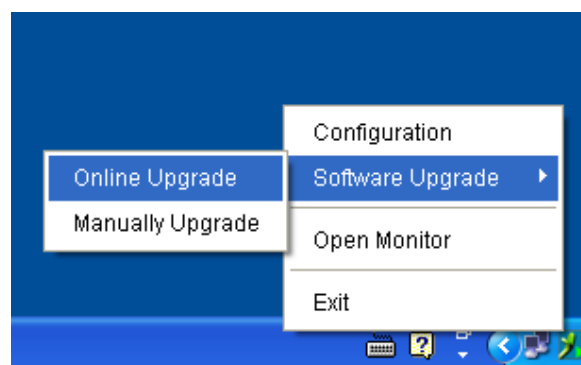 Configuration
Software Upgrade
Online Upgrade
Manually Upgrade
Open Monitor
Exit